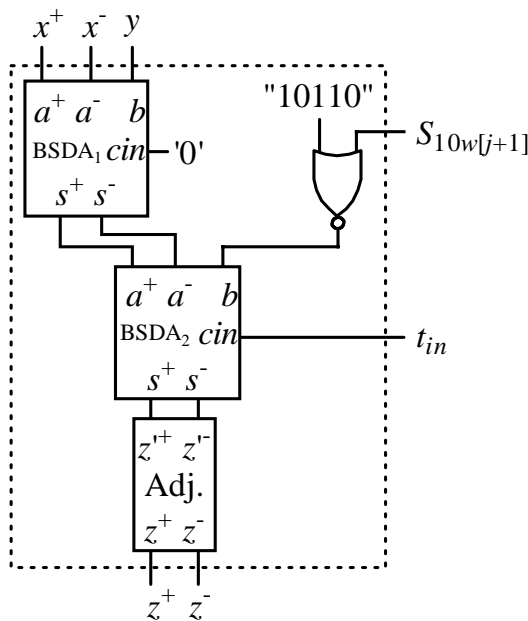 x⁺ x⁻ y
a⁺ a⁻ b
BSDA₁ cin '0'
s⁺ s⁻
"10110"
S₁₀w[j+1]
a⁺ a⁻ b
BSDA₂ cin
t_in
s⁺ s⁻
z'⁺ z'⁻
Adj.
z⁺ z⁻
z⁺ z⁻